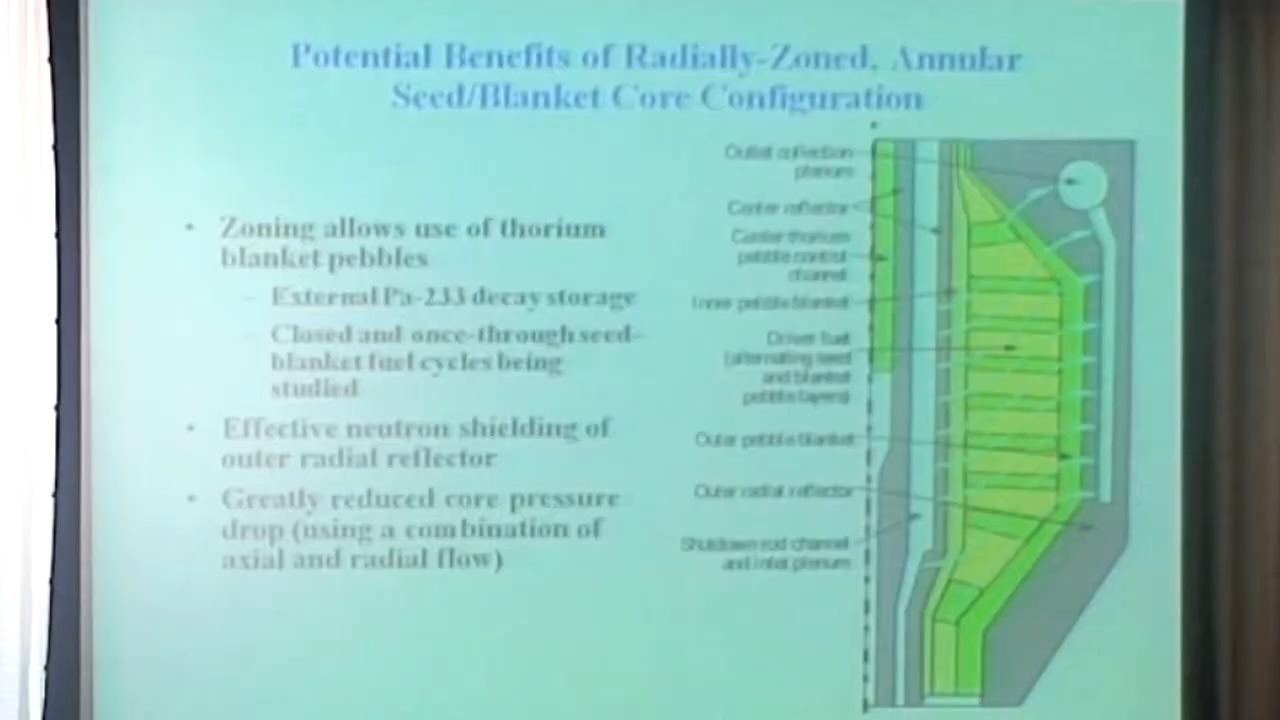 Potential Benefits of Radially-Zoned, Annular
Seed/Blanket Core Configuration
• Zoning allows use of thorium
blanket pebbles
– External Pa-233 decay storage
– Closed and once-through seed-
blanket fuel cycles being
studied
• Effective neutron shielding of
outer radial reflector
• Greatly reduced core pressure
drop (using a combination of
axial and radial flow)
Outlet collection
plenum
Center reflector
Center thorium
pebble control
channel
Inner pebble blanket
Driver fuel
(alternating seed
and blanket
pebble layers)
Outer pebble blanket
Outer radial reflector
Shutdown rod channel
and inlet plenum